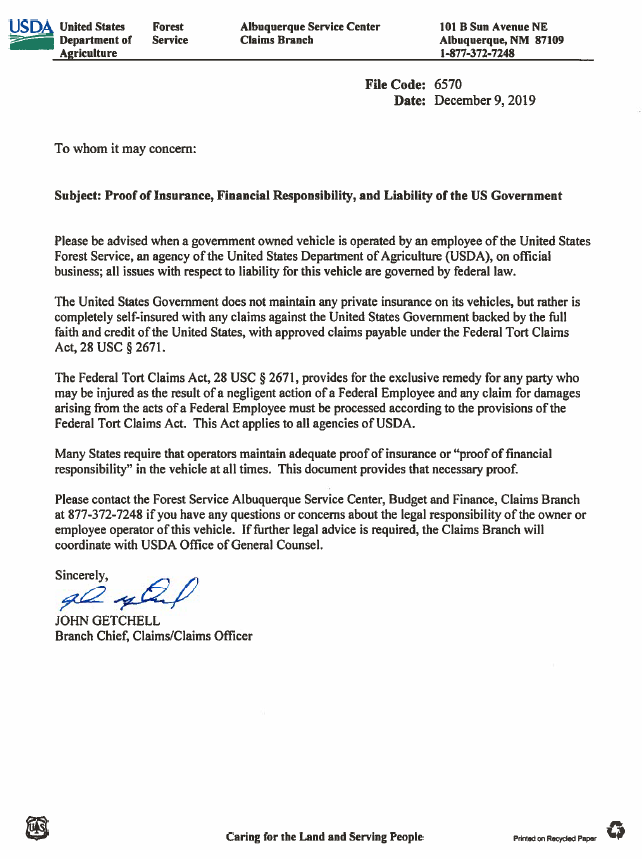 USDA United States Forest Albuquerque Service Center 101 B Sun Avenue NE
Department of Service Claims Branch Albuquerque, NM 87109
Agriculture 1-877-372-7248
File Code: 6570
Date: December 9, 2019
To whom it may concern:
Subject: Proof of Insurance, Financial Responsibility, and Liability of the US Government
Please be advised when a government owned vehicle is operated by an employee of the United States
Forest Service, an agency of the United States Department of Agriculture (USDA), on official
business; all issues with respect to liability for this vehicle are governed by federal law.
The United States Government does not maintain any private insurance on its vehicles, but rather is
completely self-insured with any claims against the United States Government backed by the full
faith and credit of the United States, with approved claims payable under the Federal Tort Claims
Act, 28 USC § 2671.
The Federal Tort Claims Act, 28 USC § 2671, provides for the exclusive remedy for any party who
may be injured as the result of a negligent action of a Federal Employee and any claim for damages
arising from the acts of a Federal Employee must be processed according to the provisions of the
Federal Tort Claims Act. This Act applies to all agencies of USDA.
Many States require that operators maintain adequate proof of insurance or “proof of financial
responsibility” in the vehicle at all times. This document provides that necessary proof.
Please contact the Forest Service Albuquerque Service Center, Budget and Finance, Claims Branch
at 877-372-7248 if you have any questions or concerns about the legal responsibility of the owner or
employee operator of this vehicle. If further legal advice is required, the Claims Branch will
coordinate with USDA Office of General Counsel.
Sincerely,
JOHN GETCHELL
Branch Chief, Claims/Claims Officer
UAS
Caring for the Land and Serving People
Printed on Recycled Paper